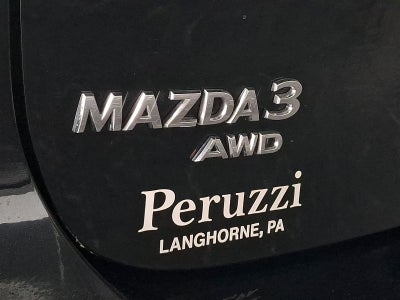 MAZDA3
AWD
Peruzzi
LANGHORNE, PA